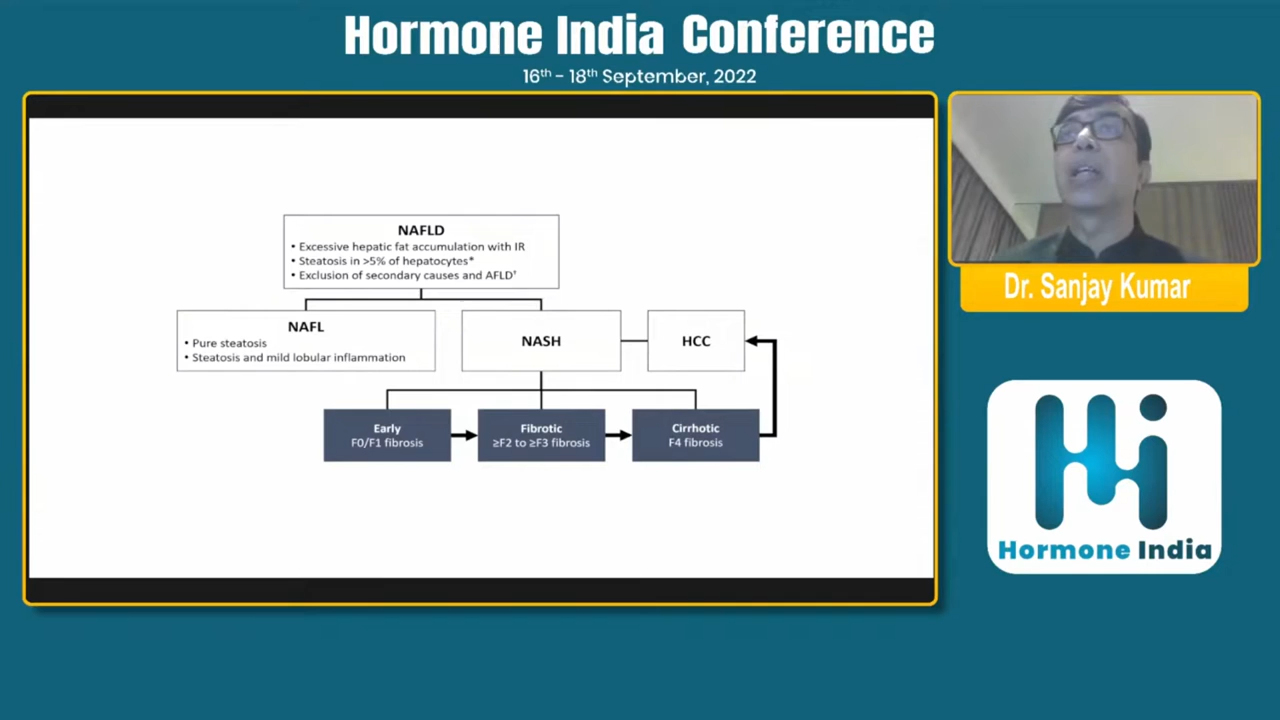 Hormone India Conference
16th - 18th September, 2022
NAFLD
• Excessive hepatic fat accumulation with IR
• Steatosis in >5% of hepatocytes*
• Exclusion of secondary causes and AFLD†
NAFL
• Pure steatosis
• Steatosis and mild lobular inflammation
NASH
HCC
Early
F0/F1 fibrosis
Fibrotic
≥F2 to ≥F3 fibrosis
Cirrhotic
F4 fibrosis
Dr. Sanjay Kumar
Hormone India